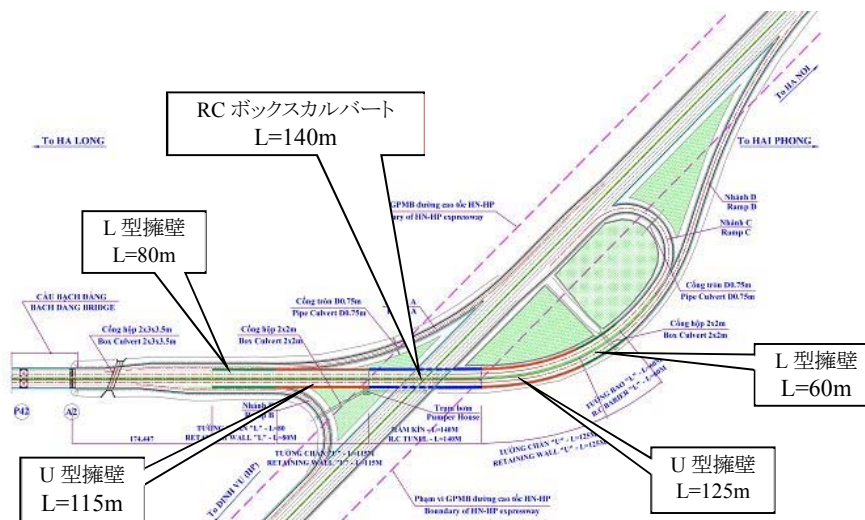 To HA NOI
RC ボックスカルバート
L=140m
To HA LONG
To HAI PHONG
GPMB đường cao tốc HN-HP
ry of HN-HP expressway
Nhánh D
Ramp D
Nhánh C
Ramp C
L 型擁壁
L=80m
Cống tròn D0.75m
Pipe Culvert D0.75m
CẦU BẠCH ĐẰNG
BACH DANG BRIDGE
Cống tròn D0.75m
Pipe Culvert D0.75m
A
A
Cống hộp 2x3x3.5m
Box Culvert 2x3x3.5m
Cống hộp 2x2m
Box Culvert 2x2m
Cống hộp 2x2m
Box Culvert 2x2m
L 型擁壁
L=60m
P42
A2
Trạm bơm
Pumper House
174.447
RETAINING WALL "L" - L=80M
HẦM KÍN - L=140M
R.C TUNEL - L=140M
TƯỜNG CHẮN "U" - L=115M
RETAINING WALL "U" - L=115M
TƯỜNG CHẮN "U" - L=125M
RETAINING WALL "U" - L=125M
U 型擁壁
L=115m
U 型擁壁
L=125m
To DINH VU (HP)
Phạm vi GPMB đường cao tốc HN-HP
Boundary of HN-HP expressway